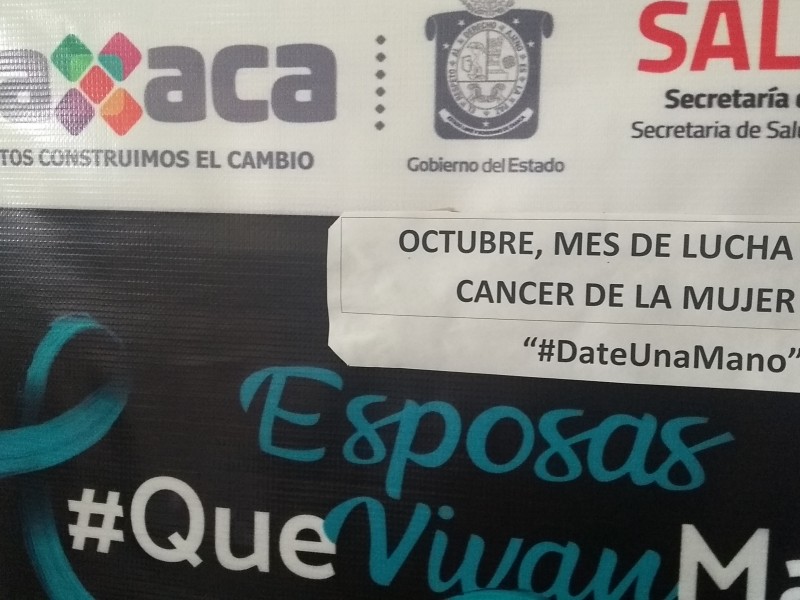 axaca
TOS CONSTRUIMOS EL CAMBIO
Gobierno del Estado
SAL
Secretaría
Secretaria de Salu
OCTUBRE, MES DE LUCHA
CANCER DE LA MUJER
“#DateUnaMano”
Esposas
#QueVivanMa